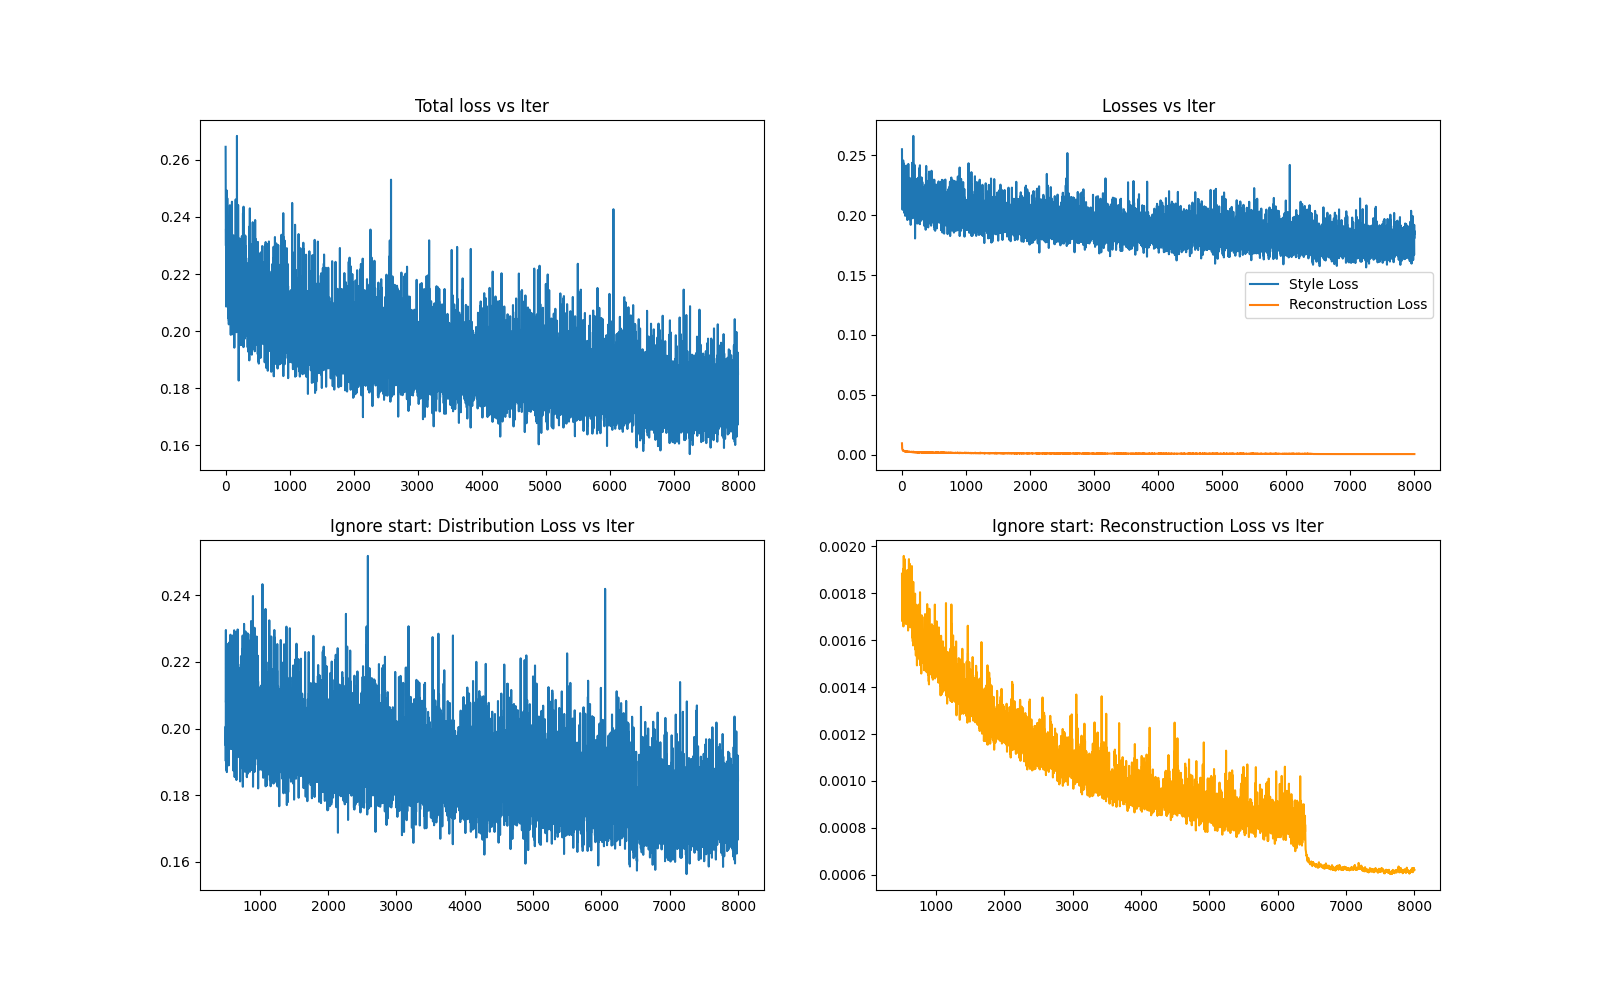 Total loss vs Iter
0.26
0.24
0.22
0.20
0.18
0.16
0 1000 2000 3000 4000 5000 6000 7000 8000
Losses vs Iter
0.25
0.20
0.15
0.10
0.05
0.00
Style Loss
Reconstruction Loss
0 1000 2000 3000 4000 5000 6000 7000 8000
Ignore start: Distribution Loss vs Iter
0.24
0.22
0.20
0.18
0.16
1000 2000 3000 4000 5000 6000 7000 8000
Ignore start: Reconstruction Loss vs Iter
0.0020
0.0018
0.0016
0.0014
0.0012
0.0010
0.0008
0.0006
1000 2000 3000 4000 5000 6000 7000 8000